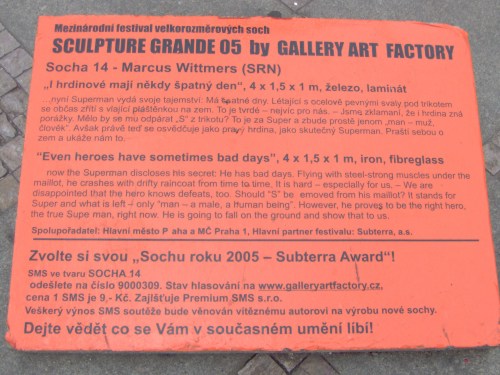 Mezinárodní festival velkorozměrových soch
SCULPTURE GRANDE 05 by GALLERY ART FACTORY
Socha 14 - Marcus Wittmers (SRN)
„I hrdinové mají někdy špatný den“, 4 x 1,5 x 1 m, železo, laminát
...nyní Superman vydá svoje tajemství: Má špatné dny. Létající s ocelově pevnými svaly pod trikotem
se občas zřítí s vlající pláštěnkou na zem. To je tvrdé – nejvíc pro nás. – Jsme zklamaní, že i hrdina zná
porážky. Mělo by se mu odpárat „S“ z trikotu? To je za Super a zbude prostě jenom „man – muž,
člověk“. Avšak právě teď se osvědčuje jako pravý hrdina, jako skutečný Superman. Praští sebou o
zem a ukáže nám to...
“Even heroes have sometimes bad days”, 4 x 1,5 x 1 m, iron, fibreglass
now the Superman discloses his secret: He has bad days. Flying with steel-strong muscles under the
maillot, he crashes with drifty raincoat from time to time. It is hard – especially for us. – We are
disappointed that the hero knows defeats, too. Should “S” be removed from his maillot? It stands for
Super and what is left – only “man – a male, a human being”. However, he proves to be the right hero,
the true Supe man, right now. He is going to fall on the ground and show that to us.
Spolupořadatel: Hlavní město P aha a MČ Praha 1, Hlavní partner festivalu: Subterra, a.s.
Zvolte si svou „Sochu roku 2005 – Subterra Award“!
SMS ve tvaru SOCHA 14
odešlete na číslo 9000309. Stav hlasování na www.galleryartfactory.cz,
cena 1 SMS je 9,- Kč. Zajišťuje Premium SMS s.r.o.
Veškerý výnos SMS soutěže bude věnován vítěznému autorovi na výrobu nové sochy.
Dejte vědět co se Vám v současném umění líbí!